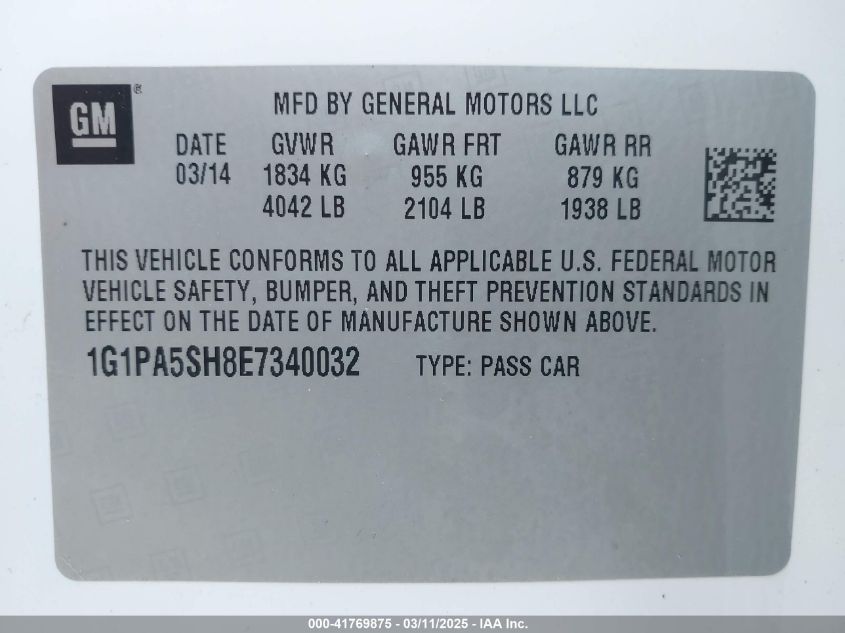 GM ®
MFD BY GENERAL MOTORS LLC
DATE GVWR GAWR FRT GAWR RR
03/14 1834 KG 955 KG 879 KG
4042 LB 2104 LB 1938 LB
THIS VEHICLE CONFORMS TO ALL APPLICABLE U.S. FEDERAL MOTOR
VEHICLE SAFETY, BUMPER, AND THEFT PREVENTION STANDARDS IN
EFFECT ON THE DATE OF MANUFACTURE SHOWN ABOVE.
1G1PA5SH8E7340032 TYPE: PASS CAR
000-41769875 - 03/11/2025 - IAA Inc.